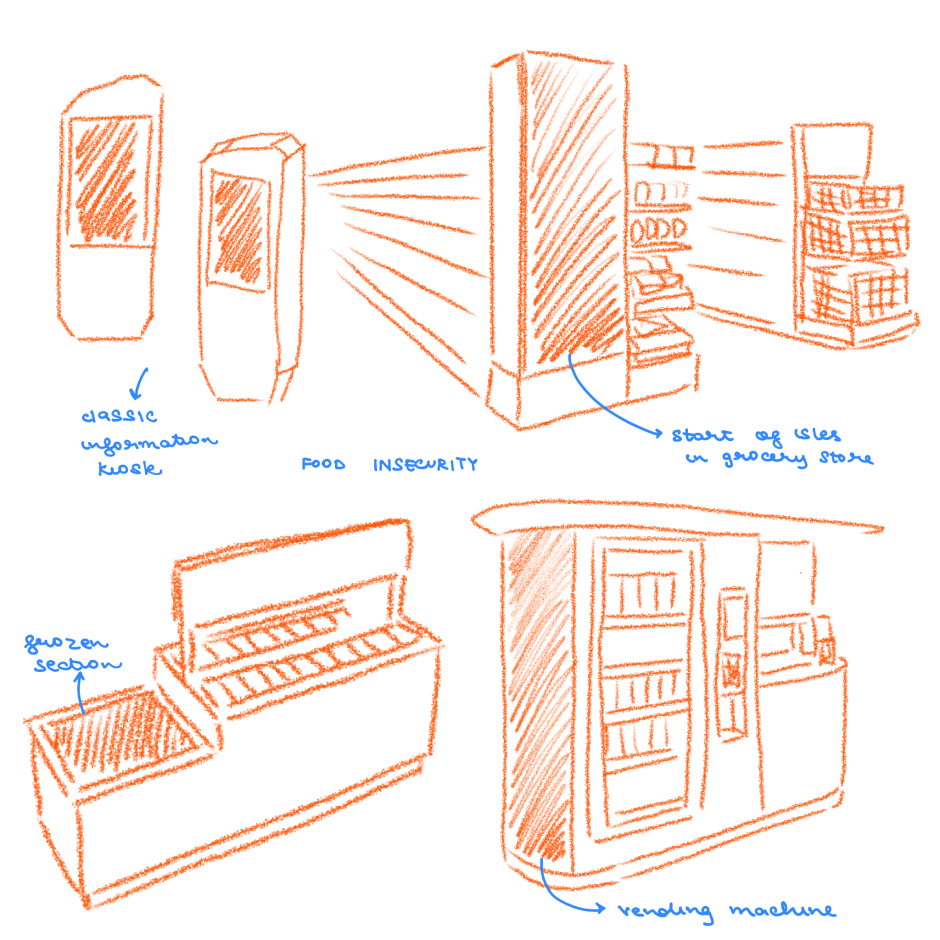 classic
information
kiosk
FOOD INSECURITY
start of isles
in grocery store
frozen
section
vending machine